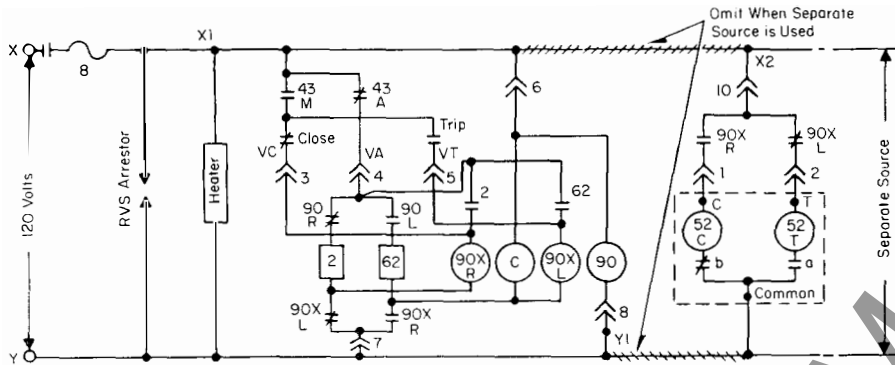 Omit When Separate
Source is Used
X
8
X1
X2
6
10
43
M
43
A
Trip
Close
VC
VA
VT
3
4
5
2
62
90X
R
90X
L
1
2
C
T
120 Volts
RVS Arrestor
Heater
90
R
90
L
2
62
90X
R
C
90X
L
90
52
C
52
T
b
a
Common
Separate Source
90X
L
90X
R
7
8
Y1
Y